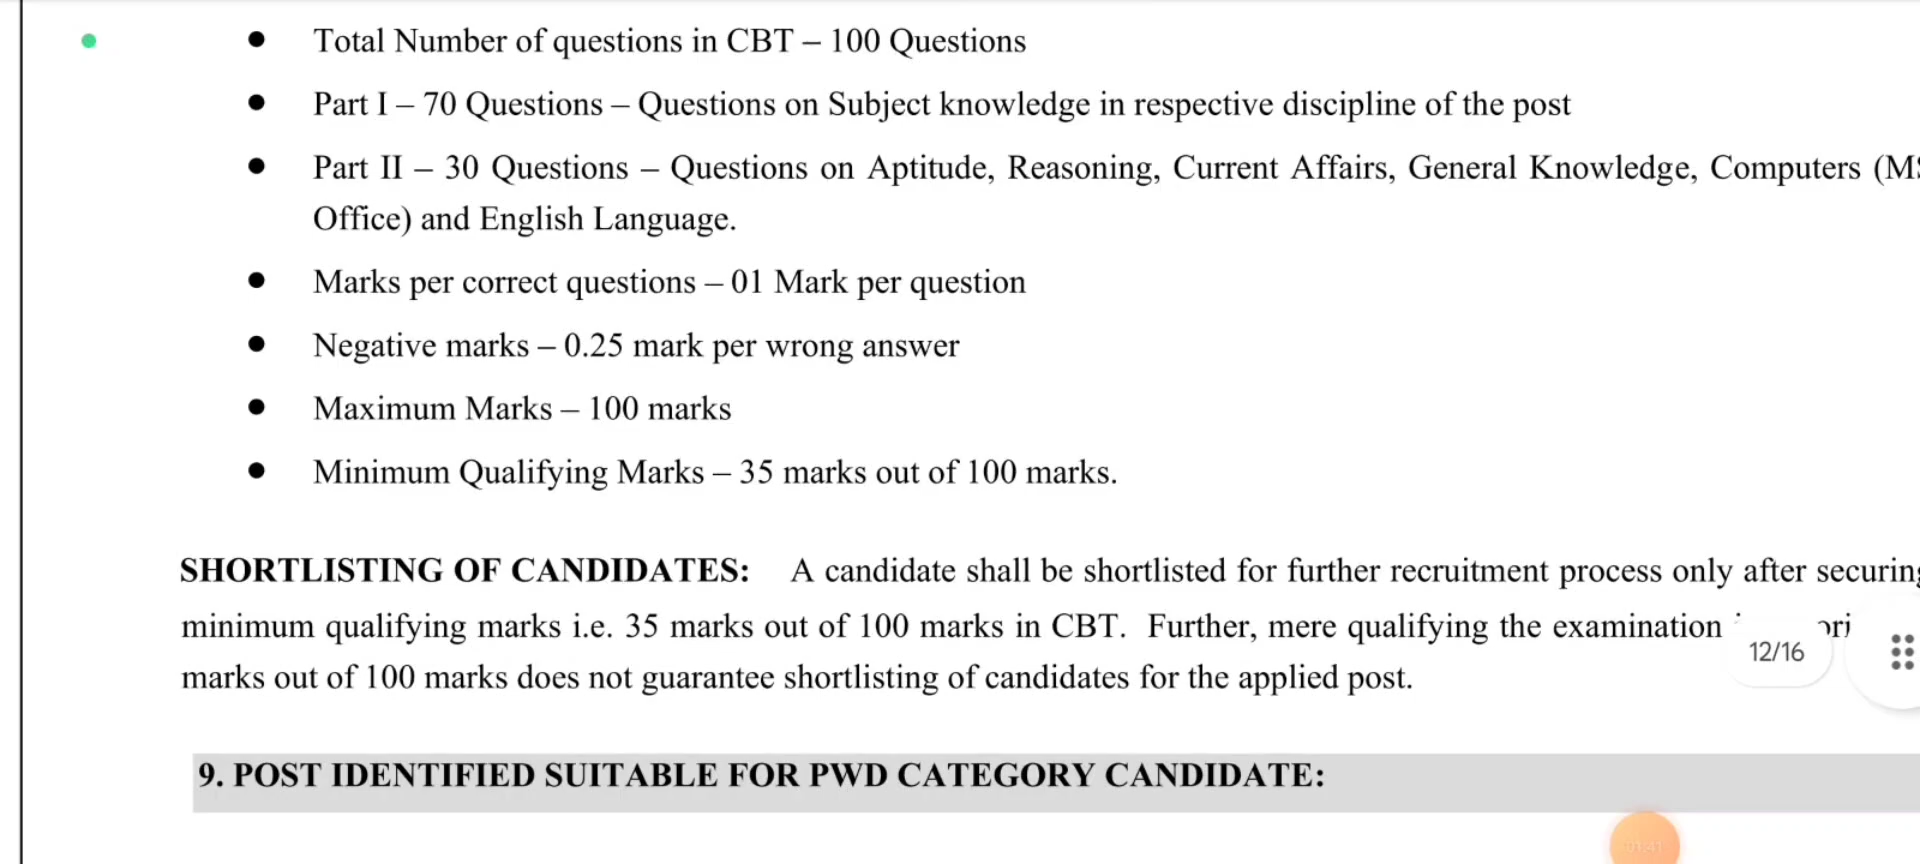 ● Total Number of questions in CBT – 100 Questions
● Part I – 70 Questions – Questions on Subject knowledge in respective discipline of the post
● Part II – 30 Questions – Questions on Aptitude, Reasoning, Current Affairs, General Knowledge, Computers
Office) and English Language.
● Marks per correct questions – 01 Mark per question
● Negative marks – 0.25 mark per wrong answer
● Maximum Marks – 100 marks
● Minimum Qualifying Marks – 35 marks out of 100 marks.
SHORTLISTING OF CANDIDATES: A candidate shall be shortlisted for further recruitment process only after
minimum qualifying marks i.e. 35 marks out of 100 marks in CBT. Further, mere qualifying the examination
12/16
marks out of 100 marks does not guarantee shortlisting of candidates for the applied post.
9. POST IDENTIFIED SUITABLE FOR PWD CATEGORY CANDIDATE:
01:41